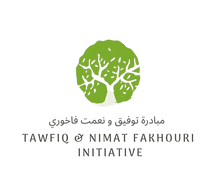 مبادرة توفيق و نعمت فاخوري
TAWFIQ & NIMAT FAKHOURI
INITIATIVE